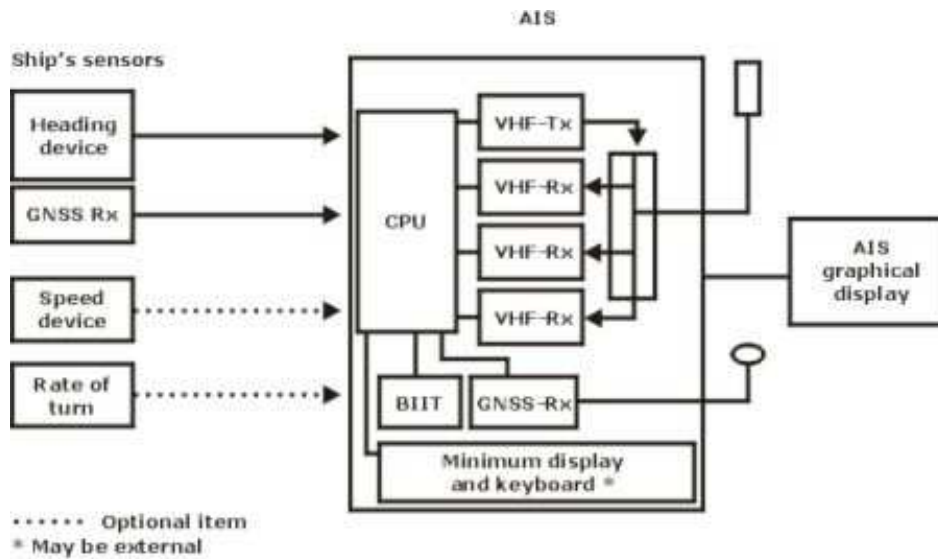 AIS
Ship's sensors
Heading
device
GNSS Rx
Speed
device
Rate of
turn
CPU
VHF-Tx
VHF-Rx
VHF-Rx
VHF-Rx
BIIT
GNSS-Rx
Minimum display
and keyboard *
AIS
graphical
display
...... Optional item
* May be external